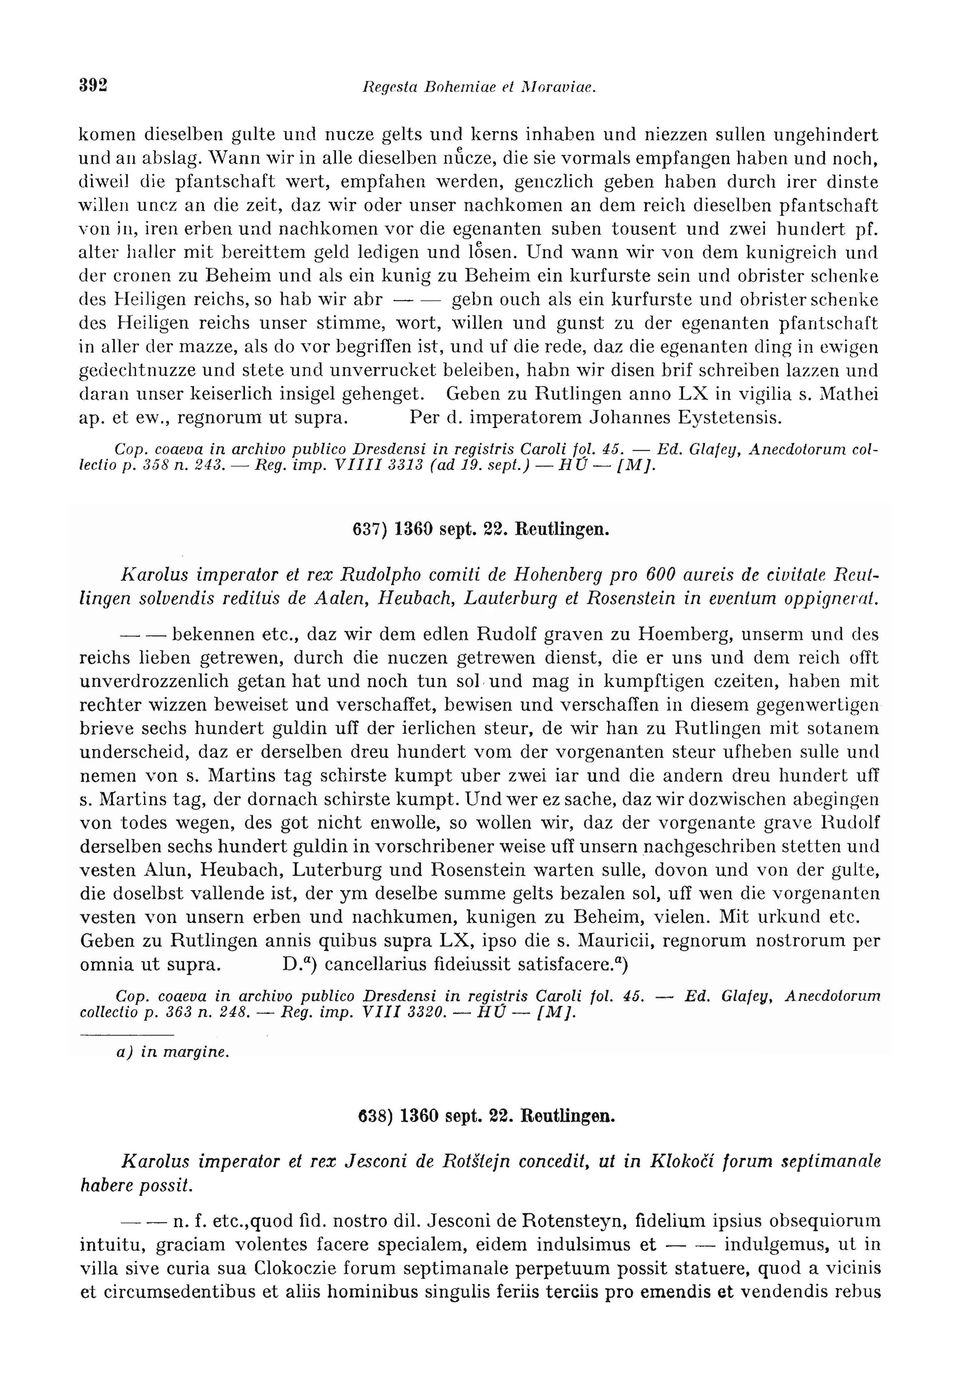 392 Regesta Bohemiae et Moraviae.
komen dieselben gulte und nucze gelts und kerns inhaben und niezzen sullen ungehindert
und an abslag. Wann wir in alle dieselben nuͤcze, die sie vormals empfangen haben und noch,
diweil die pfantschaft wert, empfahen werden, genczlich geben haben durch irer dinste
willen uncz an die zeit, daz wir oder unser nachkomen an dem reich dieselben pfantschaft
von in, iren erben und nachkomen vor die egenanten suben tousent und zwei hundert pf.
alter haller mit bereittem geld ledigen und loͤsen. Und wann wir von dem kunigreich und
der cronen zu Beheim und als ein kunig zu Beheim ein kurfurste sein und obrister schenke
des Heiligen reichs, so hab wir abr — — gebn ouch als ein kurfurste und obrister schenke
des Heiligen reichs unser stimme, wort, willen und gunst zu der egenanten pfantschaft
in aller der mazze, als do vor begriffen ist, und uf die rede, daz die egenanten ding in ewigen
gedechtnuzze und stete und unverrucket beleiben, habn wir disen brif schreiben lazzen und
daran unser keiserlich insigel gehenget. Geben zu Rutlingen anno LX in vigilia s. Mathei
ap. et ew., regnorum ut supra. Per d. imperatorem Johannes Eystetensis.
Cop. coaeva in archivo publico Dresdensi in registris Caroli fol. 45. — Ed. Glafey, Anecdotorum col-
lectio p. 358 n. 243. — Reg. imp. VIIII 3313 (ad 19. sept.) — HÚ — [M].
637) 1360 sept. 22. Reutlingen.
Karolus imperator et rex Rudolpho comiti de Hohenberg pro 600 aureis de civitate Reut-
lingen solvendis reditus de Aalen, Heubach, Lauterburg et Rosenstein in eventum oppignerat.
— — bekennen etc., daz wir dem edlen Rudolf graven zu Hoemberg, unserm und des
reichs lieben getrewen, durch die nuczen getrewen dienst, die er uns und dem reich offt
unverdrozzenlich getan hat und noch tun sol und mag in kumpftigen czeiten, haben mit
rechter wizzen beweiset und verschaffet, bewisen und verschaffen in diesem gegenwertigen
brieve sechs hundert guldin uff der ierlichen steur, de wir han zu Rutlingen mit sotanem
underscheid, daz er derselben dreu hundert vom der vorgenanten steur ufheben sulle und
nemen von s. Martins tag schirste kumpt uber zwei iar und die andern dreu hundert uff
s. Martins tag, der dornach schirste kumpt. Und wer ez sache, daz wir dozwischen abegingen
von todes wegen, des got nicht enwolle, so wollen wir, daz der vorgenante grave Rudolf
derselben sechs hundert guldin in vorschribener weise uff unsern nachgeschriben stetten und
vesten Alun, Heubach, Luterburg und Rosenstein warten sulle, dovon und von der gulte,
die doselbst vallende ist, der ym deselbe summe gelts bezalen sol, uff wen die vorgenanten
vesten von unsern erben und nachkumen, kunigen zu Beheim, vielen. Mit urkund etc.
Geben zu Rutlingen annis quibus supra LX, ipso die s. Mauricii, regnorum nostrorum per
omnia ut supra. D.a) cancellarius fideiussit satisfacere.a)
Cop. coaeva in archivo publico Dresdensi in registris Caroli fol. 45. — Ed. Glafey, Anecdotorum
collectio p. 363 n. 248. — Reg. imp. VIII 3320. — HÚ — [M].
a) in margine.
638) 1360 sept. 22. Reutlingen.
Karolus imperator et rex Jesconi de Rotštejn concedit, ut in Klokočí forum septimanale
habere possit.
— — n. f. etc.,quod fid. nostro dil. Jesconi de Rotensteyn, fidelium ipsius obsequiorum
intuitu, graciam volentes facere specialem, eidem indulsimus et — — indulgemus, ut in
villa sive curia sua Clokoczie forum septimanale perpetuum possit statuere, quod a vicinis
et circumsedentibus et aliis hominibus singulis feriis terciis pro emendis et vendendis rebus